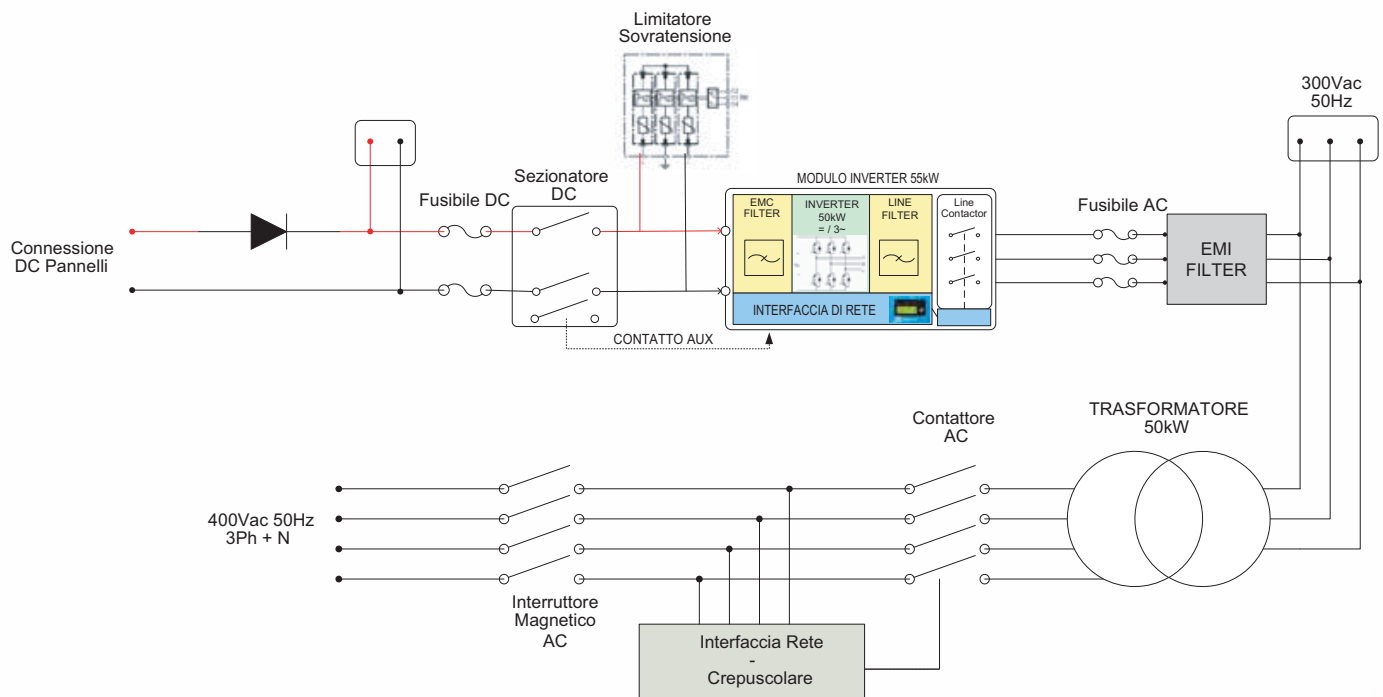 Limitatore
Sovratensione
300Vac
50Hz
Connessione
DC Pannelli
Fusibile DC
Sezionatore
DC
MODULO INVERTER 55kW
EMC
FILTER
INVERTER
50kW
= / 3~
LINE
FILTER
Line
Contactor
INTERFACCIA DI RETE
CONTATTO AUX
Fusibile AC
EMI
FILTER
Contattore
AC
TRASFORMATORE
50kW
400Vac 50Hz
3Ph + N
Interruttore
Magnetico
AC
Interfaccia Rete
-
Crepuscolare